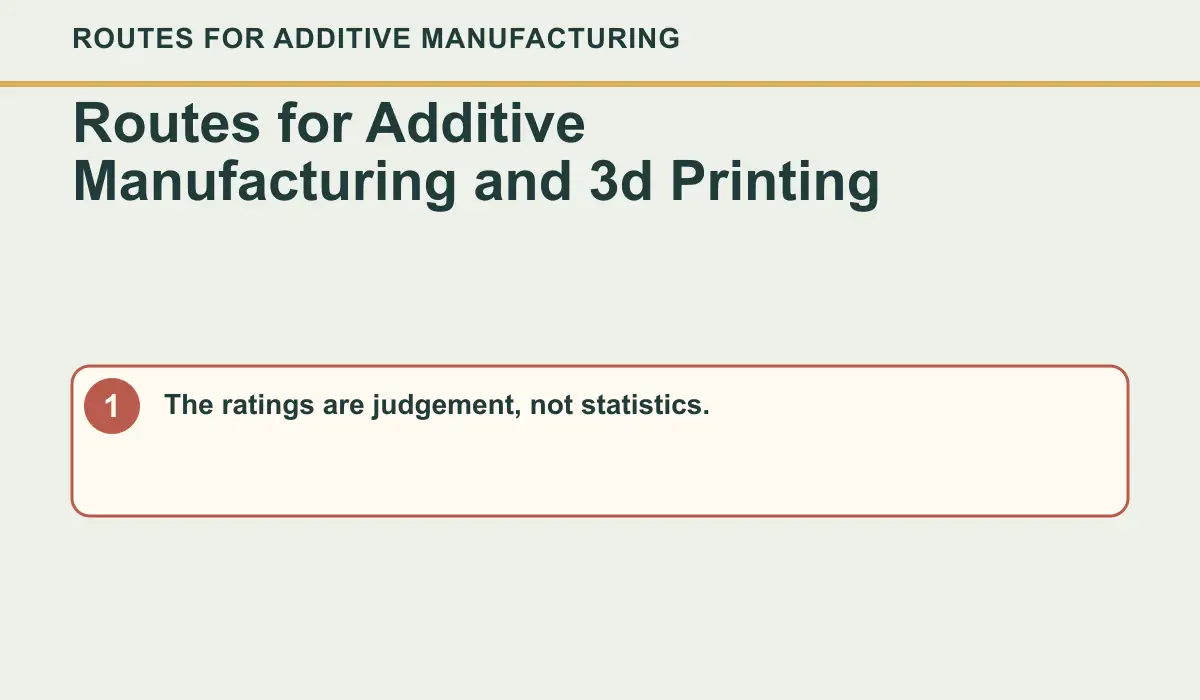 ROUTES FOR ADDITIVE MANUFACTURING
Routes for Additive
Manufacturing and 3d Printing
1
The ratings are judgement, not statistics.